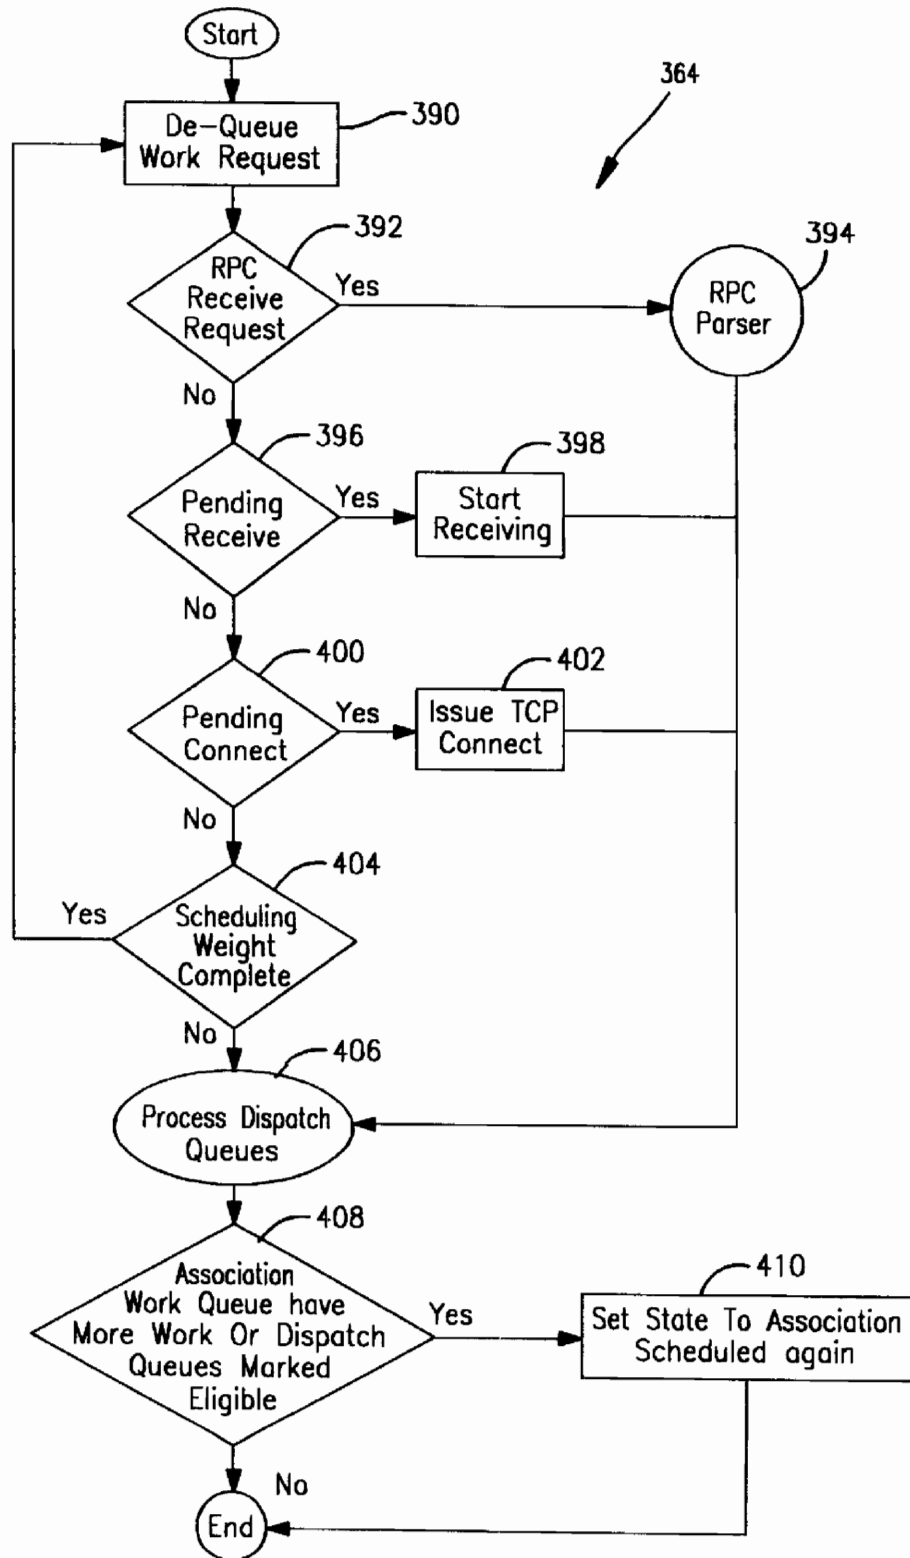 Start
364
De-Queue
Work Request
390
392
RPC
Receive
Request
Yes
394
RPC
Parser
No
396
Pending
Receive
Yes
398
Start
Receiving
No
400
Pending
Connect
Yes
402
Issue TCP
Connect
No
404
Scheduling
Weight
Complete
Yes
No
406
Process Dispatch
Queues
408
Association
Work Queue have
More Work Or Dispatch
Queues Marked
Eligible
Yes
410
Set State To Association
Scheduled again
No
End